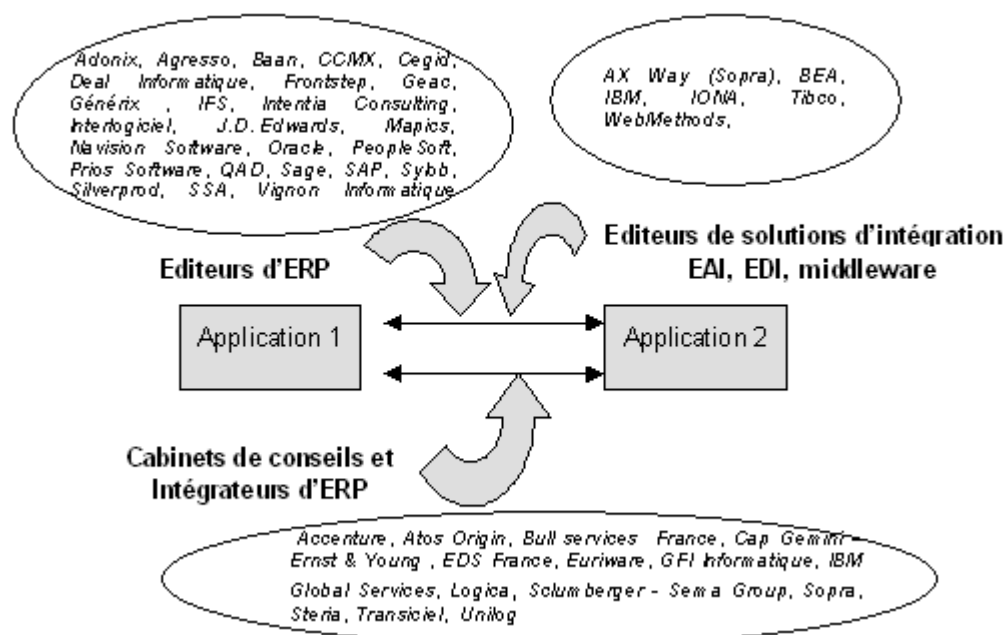 Adonix, Agresso, Baan, CCMX, Cegid,
Deal Informatique, Frontstep, Geac,
Générix , IFS, Intentia Consulting,
Interlogiciel, J.D. Edwards, Mapics,
Navision Software, Oracle, PeopleSoft,
Prios Software, QAD, Sage, SAP, Sybb,
Silverprod, SSA, Vignon Informatique
AX Way (Sopra), BEA,
IBM, IONA, Tibco,
WebMethods,
Editeurs d'ERP
Editeurs de solutions d'intégration
EAI, EDI, middleware
Application 1
Application 2
Cabinets de conseils et
Intégrateurs d'ERP
Accenture, Atos Origin, Bull services France, Cap Gemini –
Ernst & Young , EDS France, Euriware, GFI Informatique, IBM
Global Services, Logica, Sclumberger - Sema Group, Sopra,
Steria, Transiciel, Unilog